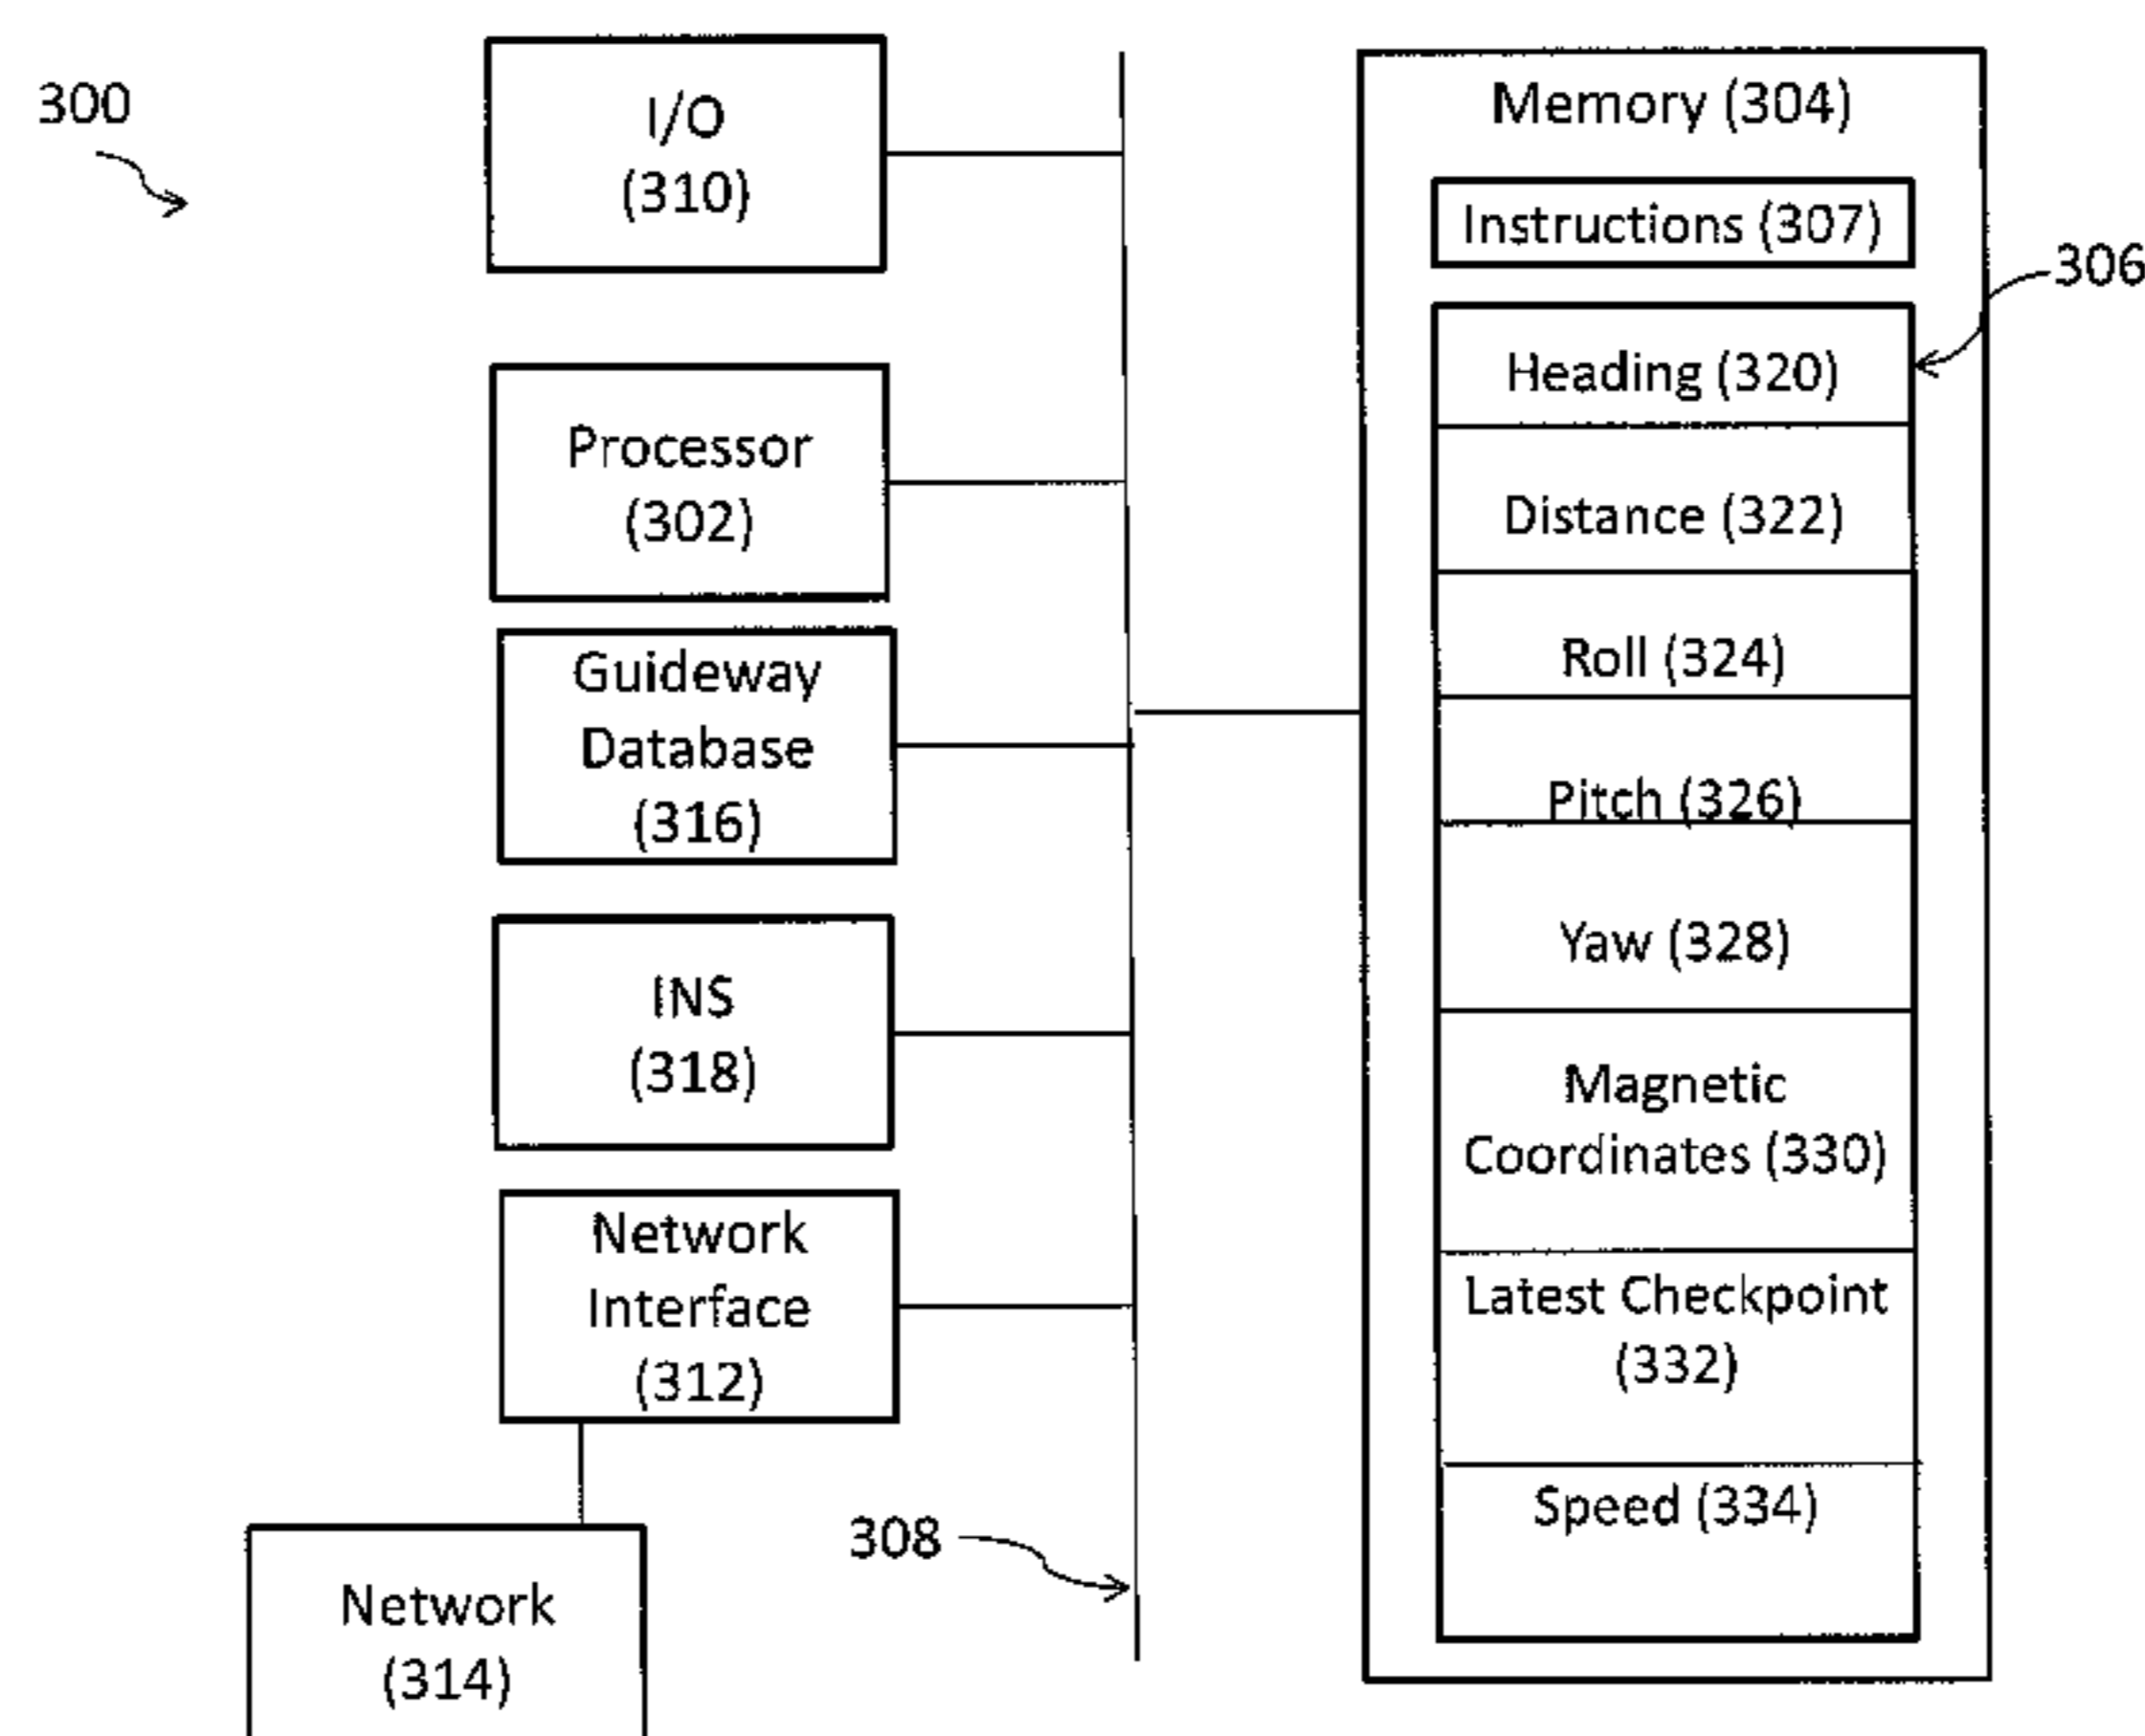 300
I/O
(310)
Processor
(302)
Guideway
Database
(316)
INS
(318)
Network
Interface
(312)
Network
(314)
308
Memory (304)
Instructions (307)
306
Heading (320)
Distance (322)
Roll (324)
Pitch (326)
Yaw (328)
Magnetic
Coordinates (330)
Latest Checkpoint
(332)
Speed (334)